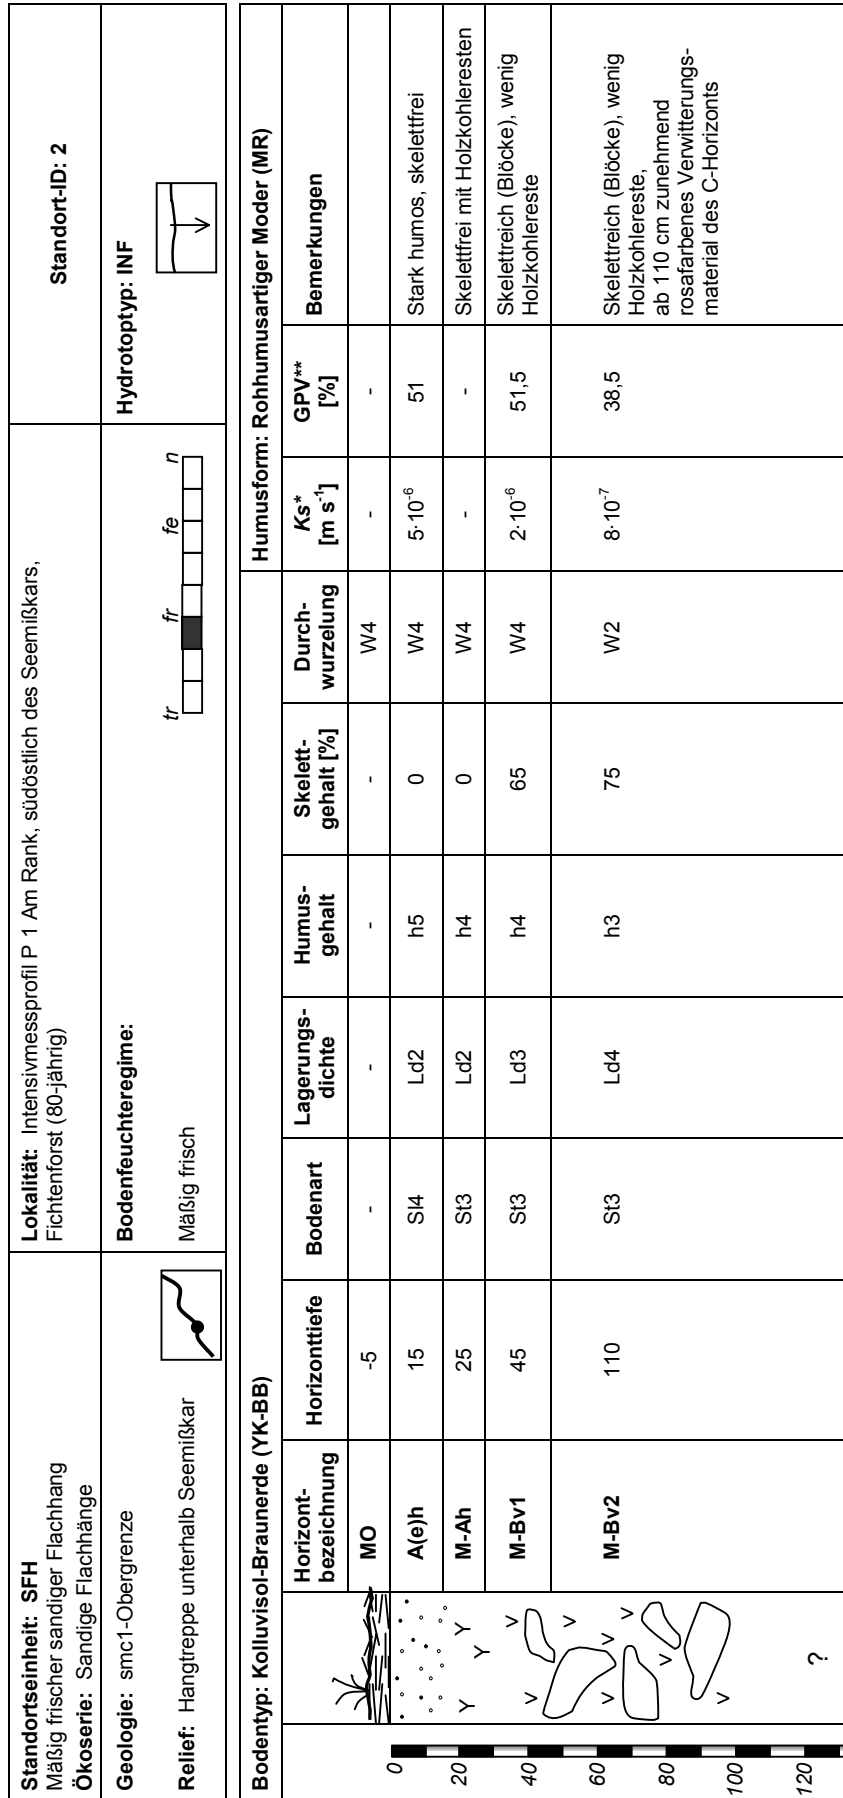 Standortseinheit: SFH
Mäßig frischer sandiger Flachhang
Ökoserie: Sandige Flachhänge
Lokalität: Intensivmessprofil P 1 Am Rank, südöstlich des Seemißkars,
Fichtenforst (80-jährig)
Standort-ID: 2
Geologie: smc1-Obergrenze
Relief: Hangtreppe unterhalb Seemißkar
Bodenfeuchteregime:
Mäßig frisch
tr fr fe n
Hydrotoptyp: INF
Bodentyp: Kolluvisol-Braunerde (YK-BB)
Humusform: Rohhumusartiger Moder (MR)
Horizont-
bezeichnung
Horizonttiefe
Bodenart
Lagerungs-
dichte
Humus-
gehalt
Skelett-
gehalt [%]
Durch-
wurzelung
Ks*
[m s-1]
GPV**
[%]
Bemerkungen
MO -5 - - - - W4 - -
A(e)h 15 Sl4 Ld2 h5 0 W4 5·10-6 51 Stark humos, skelettfrei
M-Ah 25 St3 Ld2 h4 0 W4 - - Skelettfrei mit Holzkohleresten
M-Bv1 45 St3 Ld3 h4 65 W4 2·10-6 51,5 Skelettreich (Blöcke), wenig
Holzkohlereste
M-Bv2 110 St3 Ld4 h3 75 W2 8·10-7 38,5 Skelettreich (Blöcke), wenig
Holzkohlereste,
ab 110 cm zunehmend
rosafarbenes Verwitterungs-
material des C-Horizonts
0
20
40
60
80
100
120
?